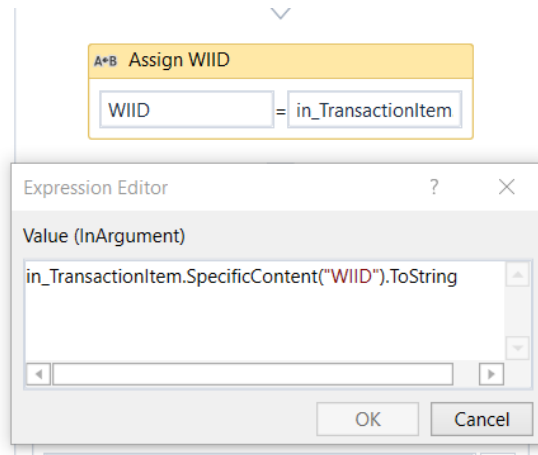 A+B Assign WIID
WIID = in_TransactionItem
Expression Editor ? ×
Value (InArgument)
in_TransactionItem.SpecificContent("WIID").ToString
OK Cancel